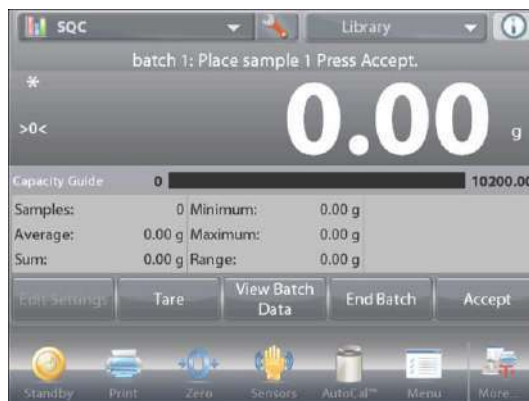 SQC Library
batch 1: Place sample 1 Press Accept.
*
>0<
0.00 g
Capacity Guide 0 10200.00
Samples: 0 Minimum: 0.00 g
Average: 0.00 g Maximum: 0.00 g
Sum: 0.00 g Range: 0.00 g
Edit Settings Tare View Batch Data End Batch Accept
Standby Print Zero Sensors AutoCal™ Menu More...